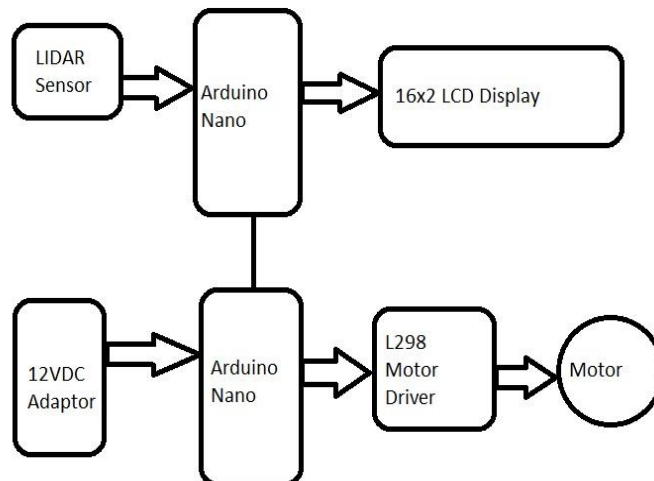 LIDAR
Sensor
Arduino
Nano
16x2 LCD Display
12VDC
Adaptor
Arduino
Nano
L298
Motor
Driver
Motor